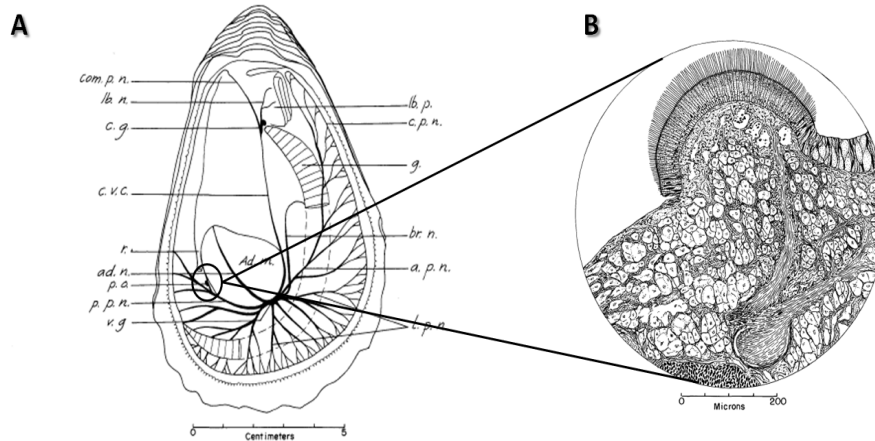 A
com. p. n.
lb. n.
c. g.
c. v. c.
r.
ad. n.
p. o.
p. p. n.
v. g
lb. p.
c. p. n.
g.
br. n.
a. p. n.
l. p. n.
Ad. m.
0 5
Centimeters
B
0 200
Microns